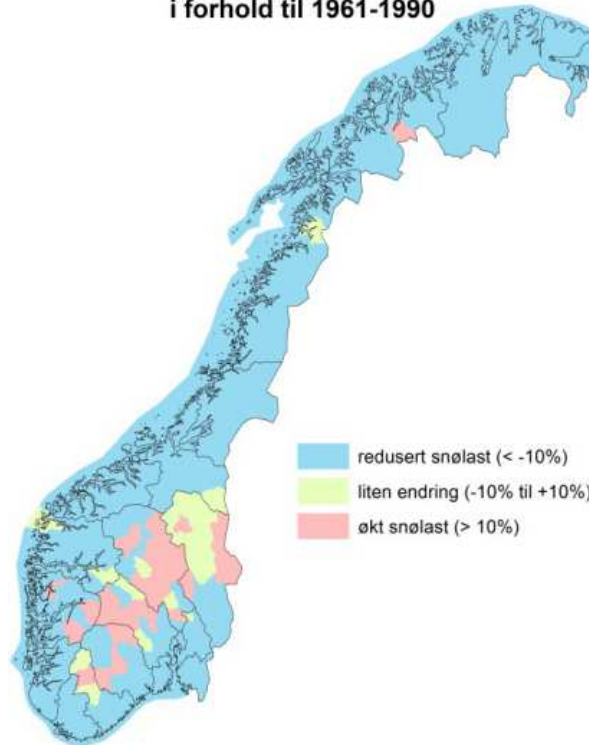 i forhold til 1961-1990
redusert snølast (< -10%)
liten endring (-10% til +10%)
økt snølast (> 10%)